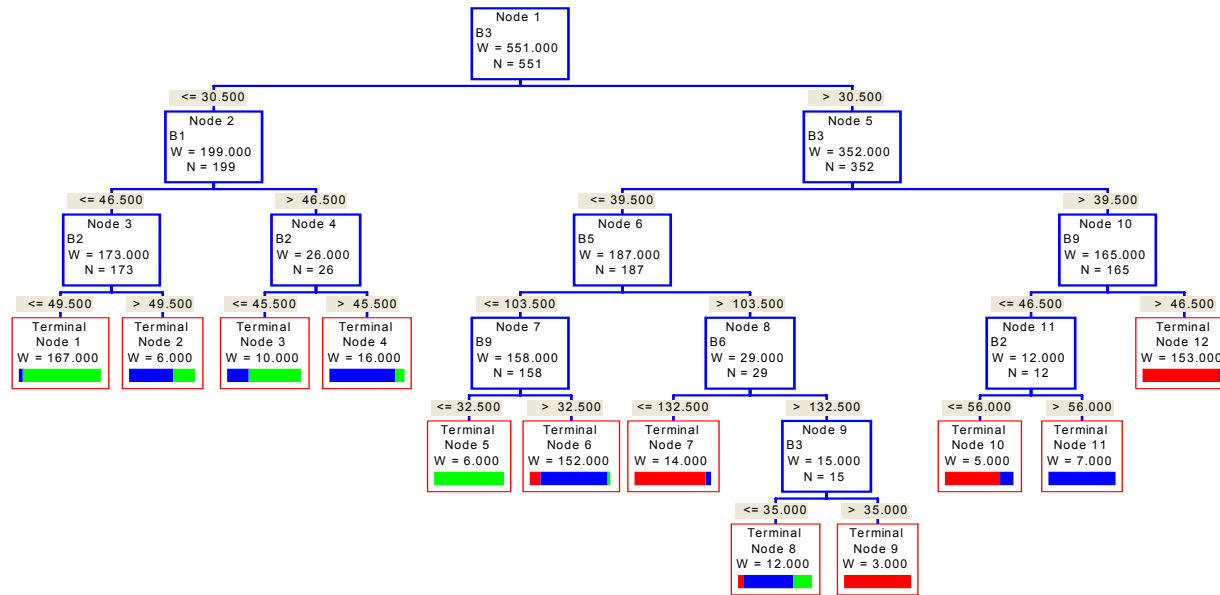 Node 1
B3
W = 551.000
N = 551
<= 30.500
> 30.500
Node 2
B1
W = 199.000
N = 199
Node 5
B3
W = 352.000
N = 352
<= 46.500
> 46.500
<= 39.500
> 39.500
Node 3
B2
W = 173.000
N = 173
Node 4
B2
W = 26.000
N = 26
Node 6
B5
W = 187.000
N = 187
Node 10
B9
W = 165.000
N = 165
<= 49.500
> 49.500
<= 45.500
> 45.500
<= 103.500
> 103.500
<= 46.500
> 46.500
Terminal
Node 1
W = 167.000
Terminal
Node 2
W = 6.000
Terminal
Node 3
W = 10.000
Terminal
Node 4
W = 16.000
Node 7
B9
W = 158.000
N = 158
Node 8
B6
W = 29.000
N = 29
Node 11
B2
W = 12.000
N = 12
Terminal
Node 12
W = 153.000
<= 32.500
> 32.500
<= 132.500
> 132.500
<= 56.000
> 56.000
Terminal
Node 5
W = 6.000
Terminal
Node 6
W = 152.000
Terminal
Node 7
W = 14.000
Node 9
B3
W = 15.000
N = 15
Terminal
Node 10
W = 5.000
Terminal
Node 11
W = 7.000
<= 35.000
> 35.000
Terminal
Node 8
W = 12.000
Terminal
Node 9
W = 3.000